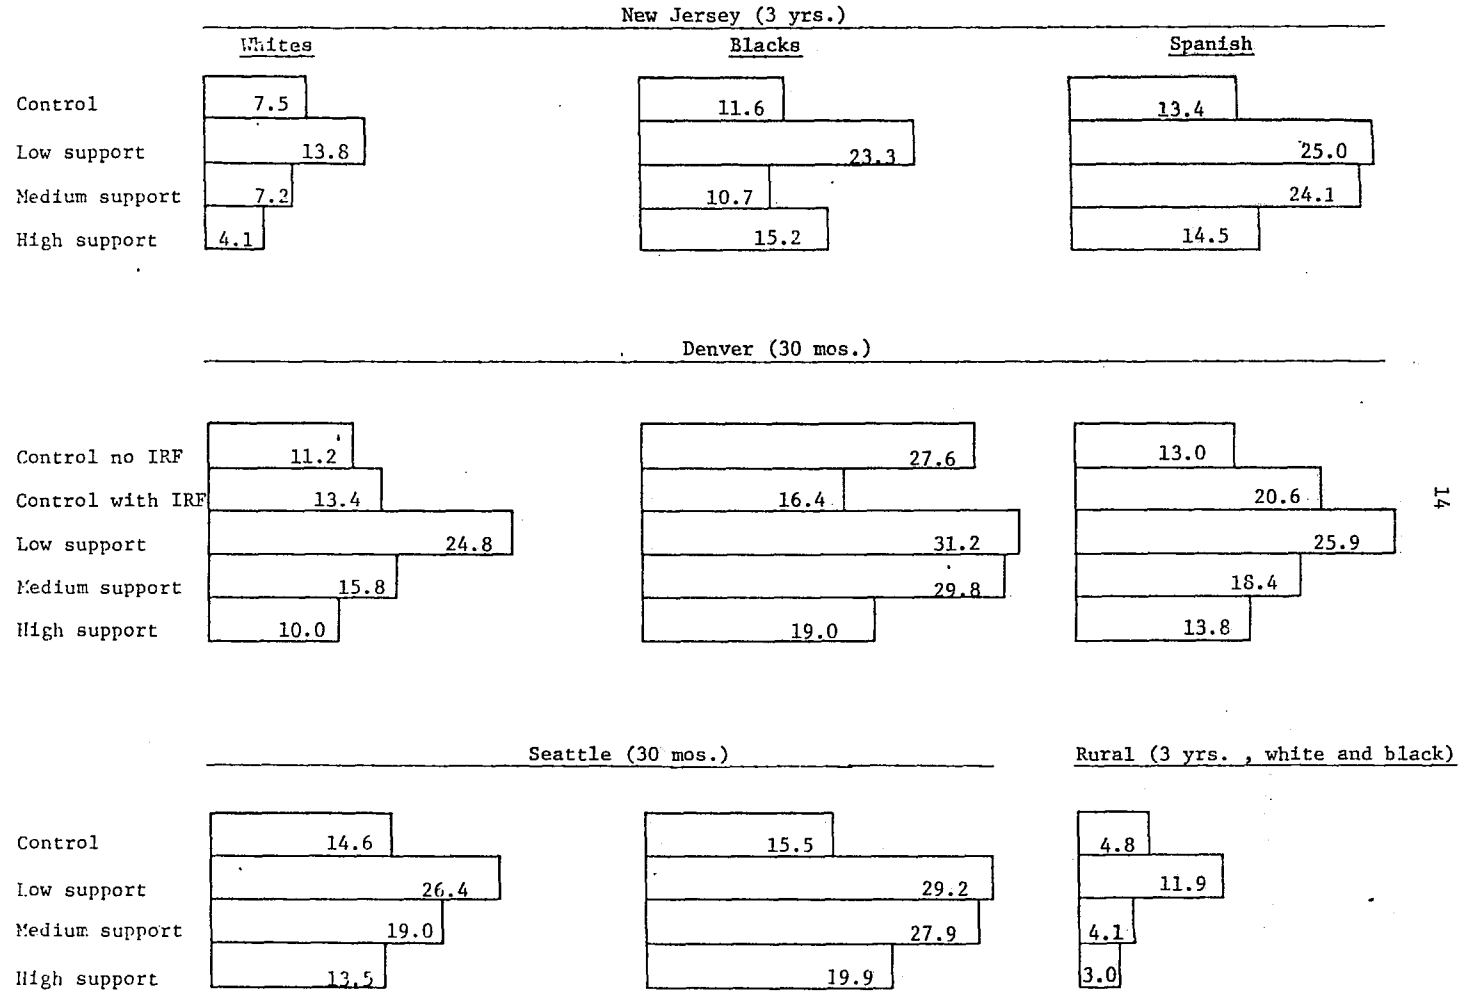 New Jersey (3 yrs.)
Whites Blacks Spanish
Control 7.5 11.6 13.4
Low support 13.8 23.3 25.0
Medium support 7.2 10.7 24.1
High support 4.1 15.2 14.5
Denver (30 mos.)
Control no IRF 11.2 27.6 13.0
Control with IRF 13.4 16.4 20.6
14
Low support 24.8 31.2 25.9
Medium support 15.8 29.8 18.4
High support 10.0 19.0 13.8
Seattle (30 mos.) Rural (3 yrs. , white and black)
Control 14.6 15.5 4.8
Low support 26.4 29.2 11.9
Medium support 19.0 27.9 4.1
High support 13.5 19.9 3.0